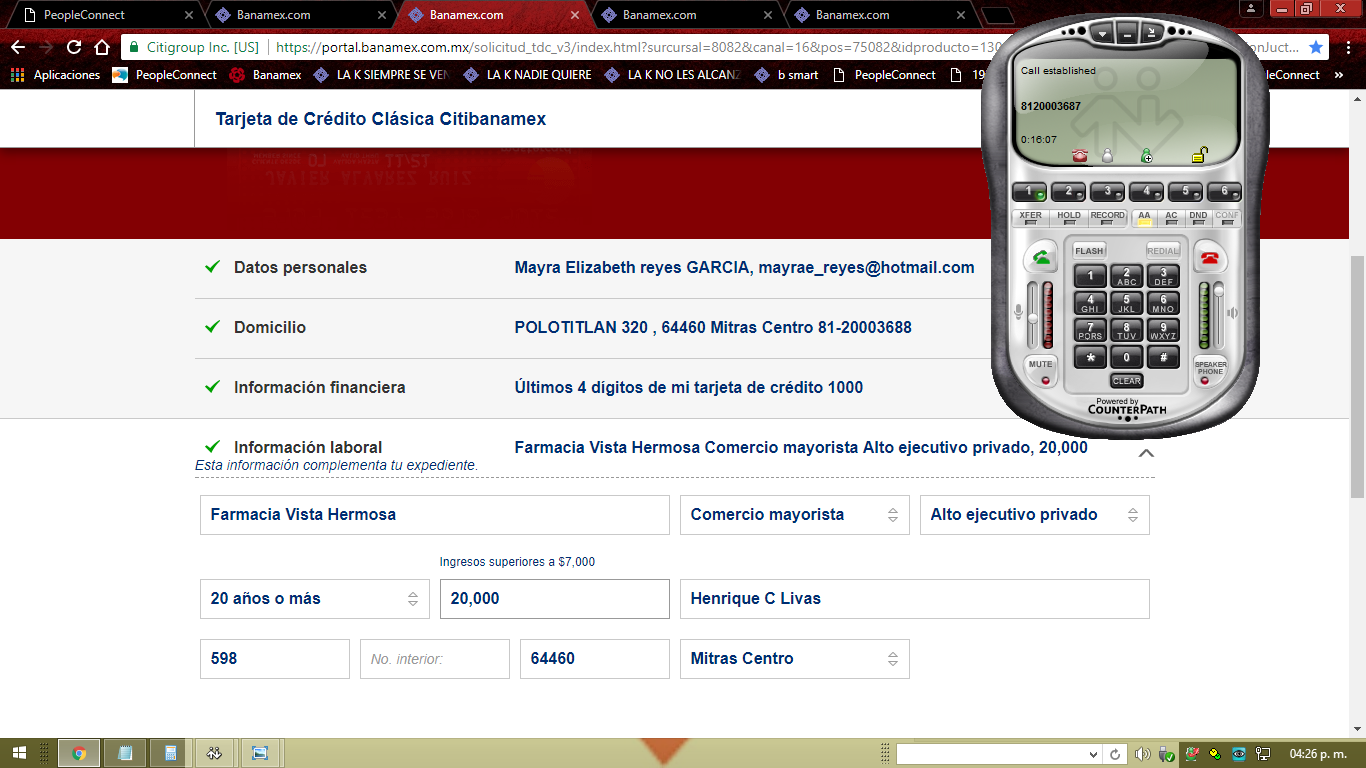 PeopleConnect
Banamex.com
Banamex.com
Banamex.com
Banamex.com
Citigroup Inc. [US]
https://portal.banamex.com.mx/solicitud_tdc_v3/index.html?sursucal=8082&canal=16&pos=75082&idproducto=130
onJuct...
Aplicaciones
PeopleConnect
Banamex
LA K SIEMPRE SE VEN
LA K NADIE QUIERE
LA K NO LES ALCANZ
b smart
PeopleConnect
19
eConnect
»
Tarjeta de Crédito Clásica Citibanamex
Datos personales
Mayra Elizabeth reyes GARCIA, mayrae_reyes@hotmail.com
Domicilio
POLOTITLAN 320 , 64460 Mitras Centro 81-20003688
Información financiera
Últimos 4 dígitos de mi tarjeta de crédito 1000
Información laboral
Farmacia Vista Hermosa Comercio mayorista Alto ejecutivo privado, 20,000
Esta información complementa tu expediente.
Farmacia Vista Hermosa
Comercio mayorista
Alto ejecutivo privado
Ingresos superiores a $7,000
20 años o más
20,000
Henrique C Livas
598
No. interior:
64460
Mitras Centro
Call established
8120003687
0:16:07
1 2 3 4 5 6
XFER HOLD RECORD AA AC DND CONF
FLASH
REDIAL
1 2 ABC 3 DEF
4 GHI 5 JKL 6 MNO
7 PQRS 8 TUV 9 WXYZ
* 0 #
MUTE
SPEAKER PHONE
CLEAR
Powered by
COUNTERPATH
04:26 p. m.